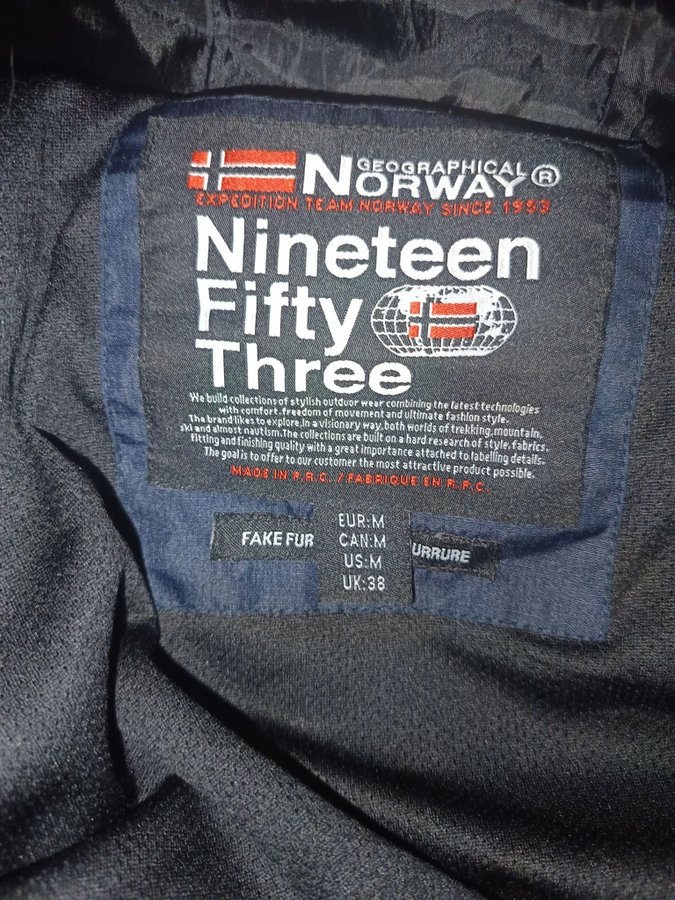 GEOGRAPHICAL
NORWAY®
EXPEDITION TEAM NORWAY SINCE 1953
Nineteen
Fifty
Three
We build collections of stylish outdoor wear combining the latest technologies
with comfort, freedom of movement and ultimate fashion style.
The brand likes to explore, in a visionary way, both worlds of trekking, mountain,
ski and almost nautism. The collections are built on a hard research of style, fabrics,
fitting and finishing quality with a great importance attached to labelling details.
The goal is to offer to our customer the most attractive product possible.
MADE IN P.R.C. / FABRIQUE EN R.P.C.
FAKE FUR
URRURE
EUR:M
CAN:M
US:M
UK:38